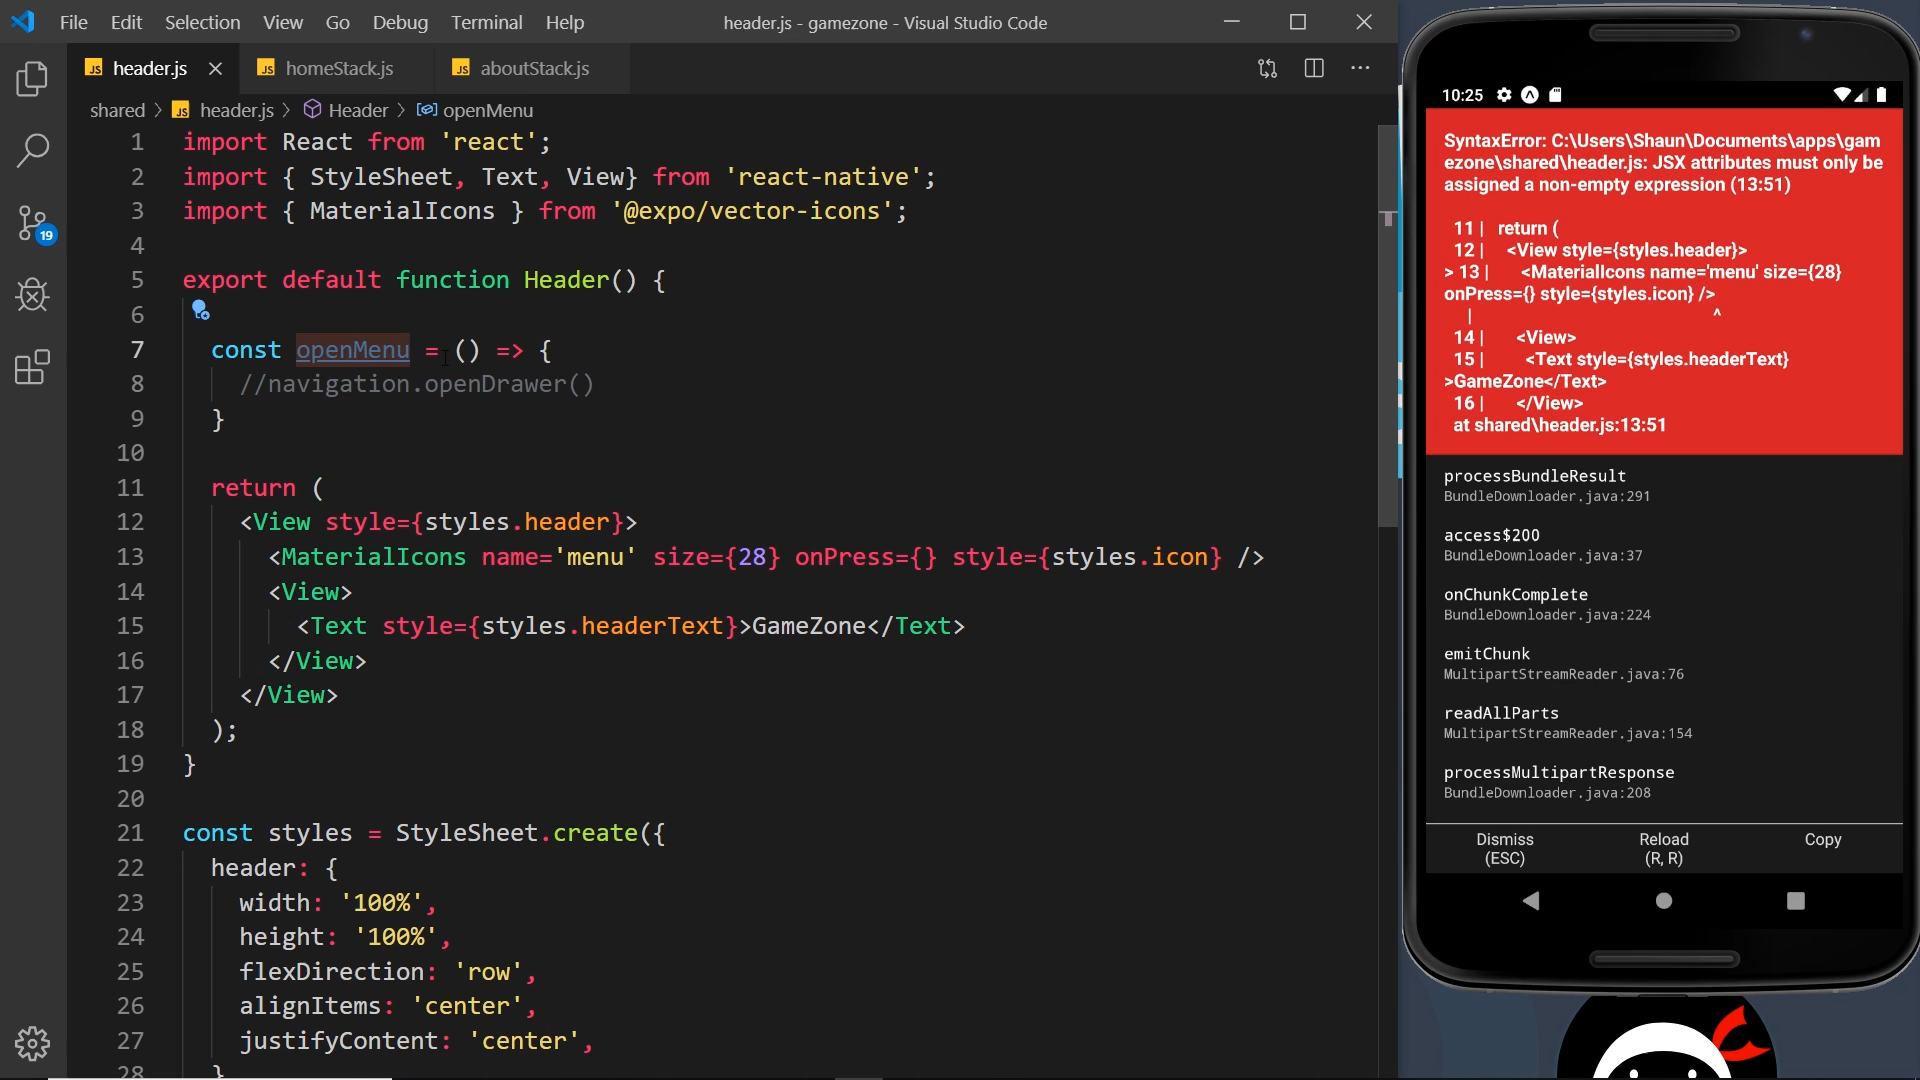 File Edit Selection View Go Debug Terminal Help
header.js - gamezone - Visual Studio Code
JS header.js
JS homeStack.js
JS aboutStack.js
shared > JS header.js > Header > openMenu
19
1 import React from 'react';
2 import { StyleSheet, Text, View} from 'react-native';
3 import { MaterialIcons } from '@expo/vector-icons';
4
5 export default function Header() {
6
7 const openMenu = () => {
8 //navigation.openDrawer()
9 }
10
11 return (
12 <View style={styles.header}>
13 <MaterialIcons name='menu' size={28} onPress={} style={styles.icon} />
14 <View>
15 <Text style={styles.headerText}>GameZone</Text>
16 </View>
17 </View>
18 );
19 }
20
21 const styles = StyleSheet.create({
22 header: {
23 width: '100%',
24 height: '100%',
25 flexDirection: 'row',
26 alignItems: 'center',
27 justifyContent: 'center',
28 }
10:25
SyntaxError: C:\Users\Shaun\Documents\apps\gam
ezone\shared\header.js: JSX attributes must only be
assigned a non-empty expression (13:51)
11 | return (
12 | <View style={styles.header}>
> 13 | <MaterialIcons name='menu' size={28}
onPress={} style={styles.icon} />
| ^
14 | <View>
15 | <Text style={styles.headerText}
>GameZone</Text>
16 | </View>
at shared\header.js:13:51
processBundleResult
BundleDownloader.java:291
access$200
BundleDownloader.java:37
onChunkComplete
BundleDownloader.java:224
emitChunk
MultipartStreamReader.java:76
readAllParts
MultipartStreamReader.java:154
processMultipartResponse
BundleDownloader.java:208
Dismiss
(ESC)
Reload
(R, R)
Copy